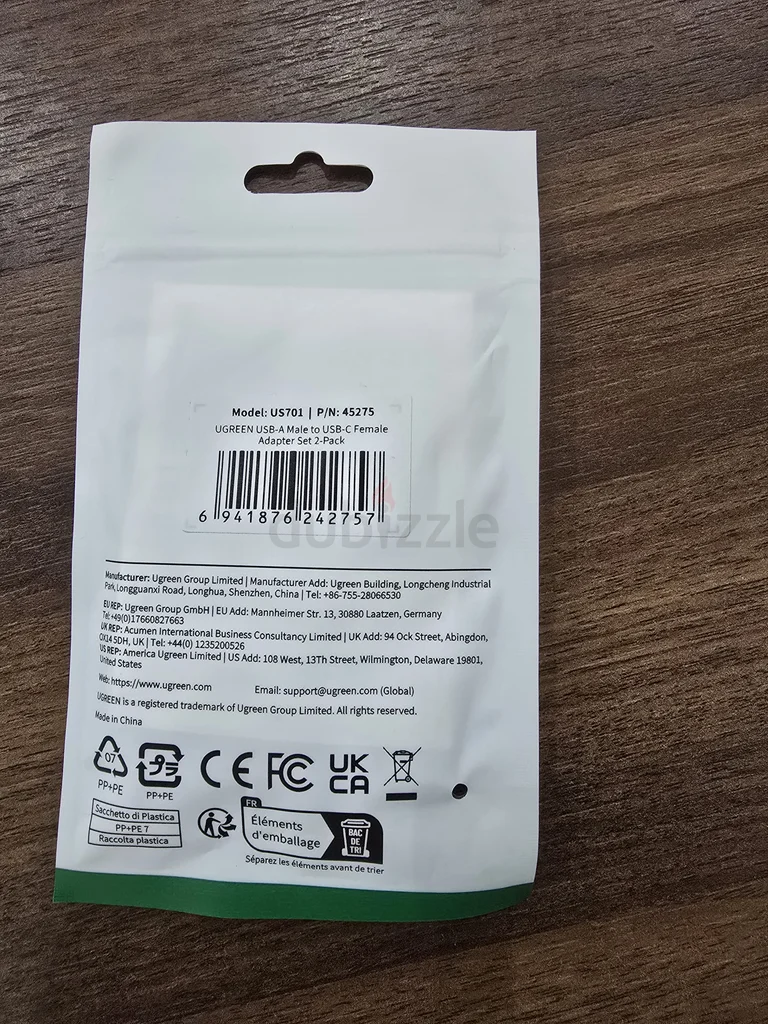 Model: US701 | P/N: 45275
UGREEN USB-A Male to USB-C Female
Adapter Set 2-Pack
6 941876 242757
dubizzle
Manufacturer: Ugreen Group Limited | Manufacturer Add: Ugreen Building, Longcheng Industrial
Park, Longguanxi Road, Longhua, Shenzhen, China | Tel: +86-755-28066530
EU REP: Ugreen Group GmbH | EU Add: Mannheimer Str. 13, 30880 Laatzen, Germany
Tel: +49(0)17660827663
UK REP: Acumen International Business Consultancy Limited | UK Add: 94 Ock Street, Abingdon,
OX14 5DH, UK | Tel: +44(0) 1235200526
US REP: America Ugreen Limited | US Add: 108 West, 13Th Street, Wilmington, Delaware 19801,
United States
Web: https://www.ugreen.com Email: support@ugreen.com (Global)
UGREEN is a registered trademark of Ugreen Group Limited. All rights reserved.
Made in China
07
PP+PE
プラ
PP+PE
CE FC UK
CA
Sacchetto di Plastica
PP+PE 7
Raccolta plastica
FR
Éléments
d'emballage
BAC
DE
TRI
Séparez les éléments avant de trier